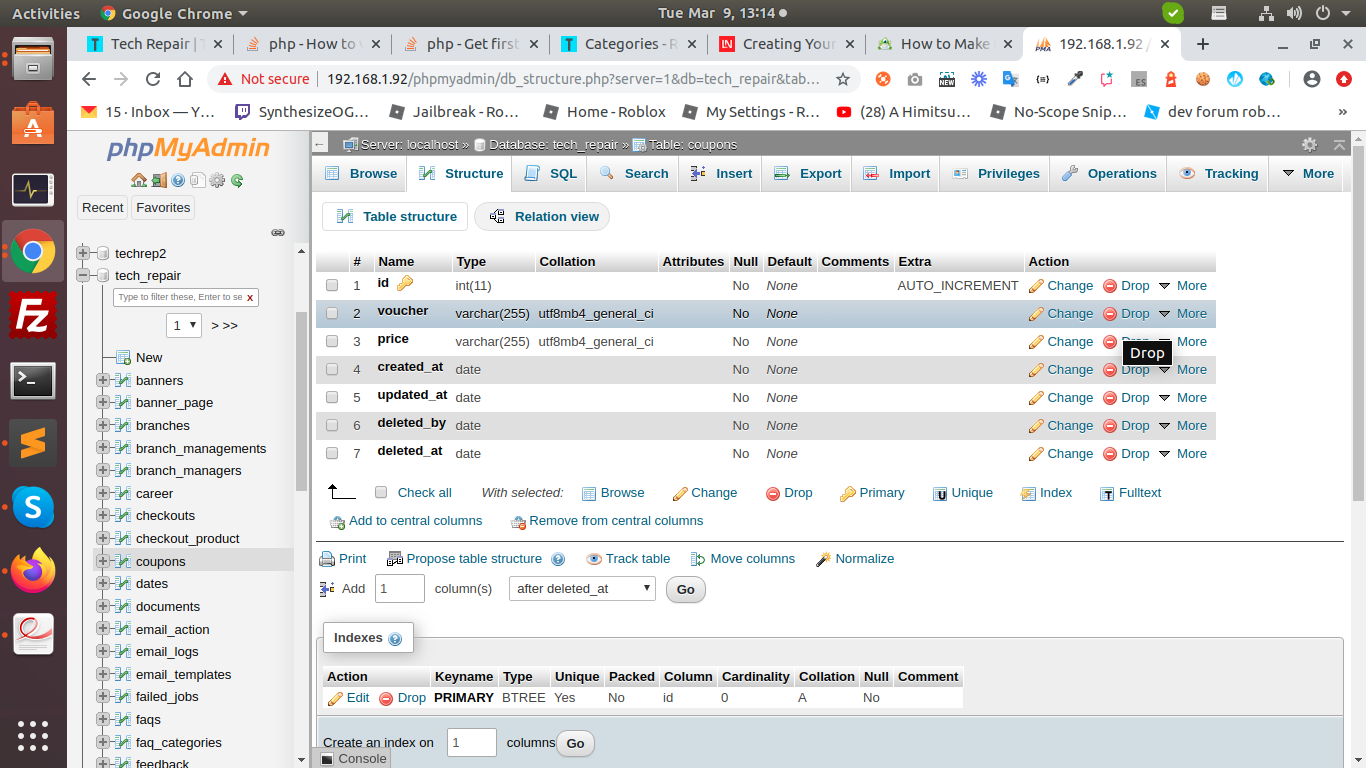 Activities Google Chrome Tue Mar 9, 13:14
Tech Repair | T php - How to v php - Get first Categories - R Creating Your How to Make 192.168.1.92 /
Not secure 192.168.1.92/phpmyadmin/db_structure.php?server=1&db=tech_repair&tab…
15 · Inbox — Y… SynthesizeOG… Jailbreak - Ro… Home - Roblox My Settings - R… (28) A Himitsu… No-Scope Snip… dev forum rob… »
phpMyAdmin
Recent Favorites
techrep2
tech_repair
Type to filter these, Enter to se x
1 > >>
New
banners
banner_page
branches
branch_managements
branch_managers
career
checkouts
checkout_product
coupons
dates
documents
email_action
email_logs
email_templates
failed_jobs
faqs
faq_categories
feedback
Server: localhost » Database: tech_repair » Table: coupons
Browse Structure SQL Search Insert Export Import Privileges Operations Tracking More
Table structure Relation view
# Name Type Collation Attributes Null Default Comments Extra Action
1 id int(11) No None AUTO_INCREMENT Change Drop More
2 voucher varchar(255) utf8mb4_general_ci No None Change Drop More
3 price varchar(255) utf8mb4_general_ci No None Change Drop More
Drop
4 created_at date No None Change Drop More
5 updated_at date No None Change Drop More
6 deleted_by date No None Change Drop More
7 deleted_at date No None Change Drop More
Check all With selected: Browse Change Drop Primary Unique Index Fulltext
Add to central columns Remove from central columns
Print Propose table structure Track table Move columns Normalize
Add 1 column(s) after deleted_at Go
Indexes
Action Keyname Type Unique Packed Column Cardinality Collation Null Comment
Edit Drop PRIMARY BTREE Yes No id 0 A No
Create an index on 1 columns Go
Console